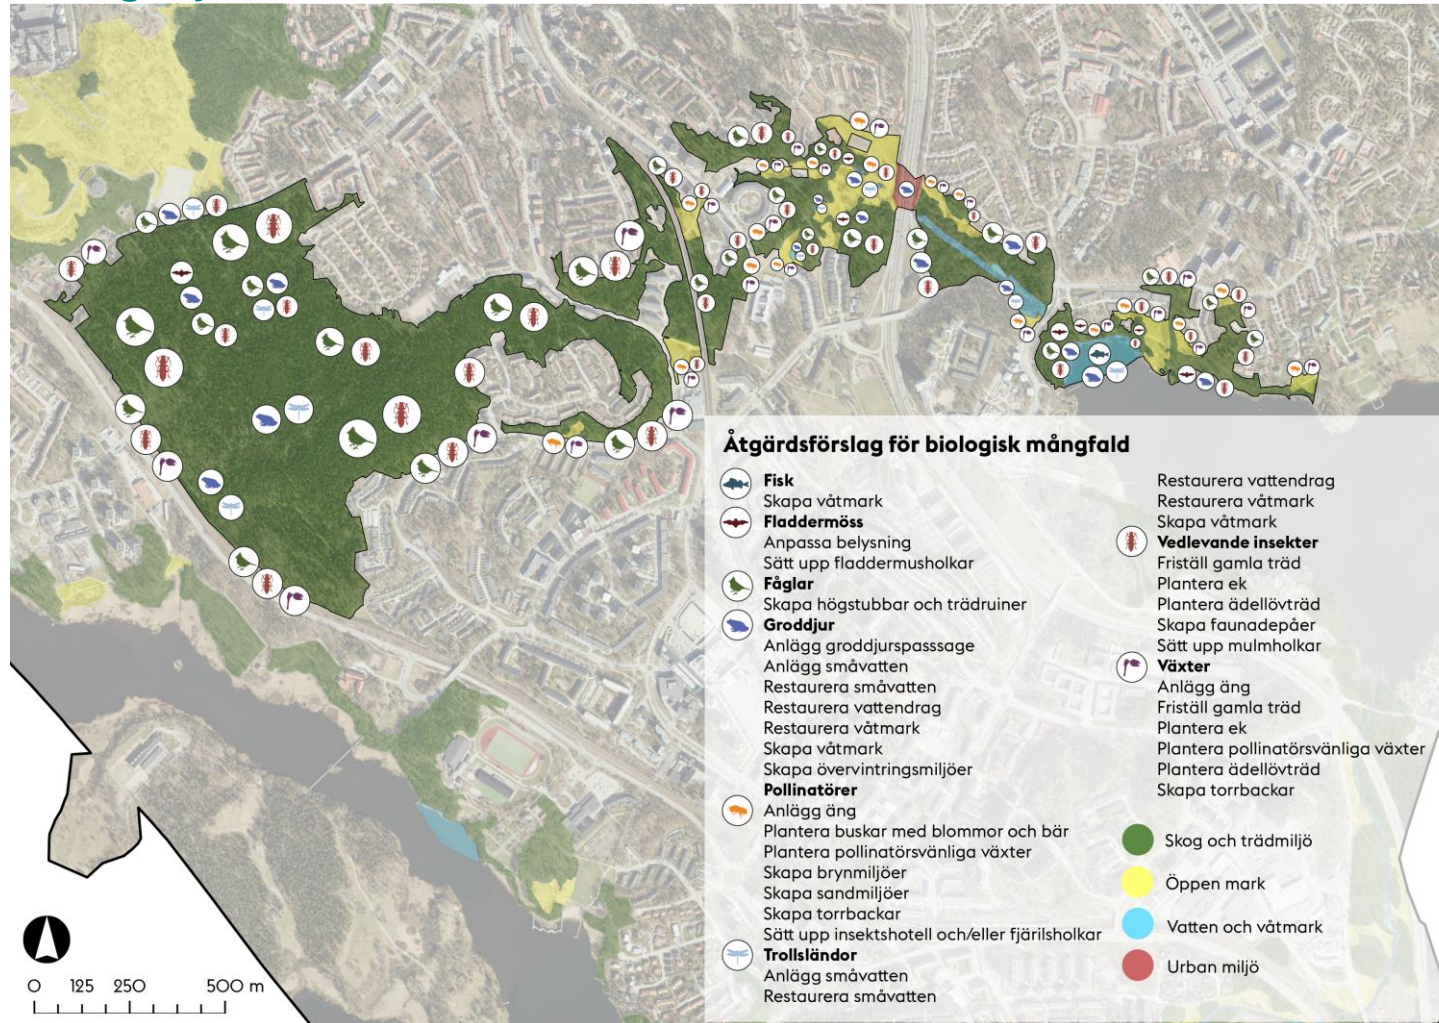 Åtgärdsförslag för biologisk mångfald
Fisk
Skapa våtmark
Fladdermöss
Anpassa belysning
Sätt upp fladdermusholkar
Fåglar
Skapa högstubbar och trädruiner
Groddjur
Anlägg groddjurspasssage
Anlägg småvatten
Restaurera småvatten
Restaurera vattendrag
Restaurera våtmark
Skapa våtmark
Skapa övervintringsmiljöer
Pollinatörer
Anlägg äng
Plantera buskar med blommor och bär
Plantera pollinatörsvänliga växter
Skapa brynmiljöer
Skapa sandmiljöer
Skapa torrbackar
Sätt upp insektshotell och/eller fjärilsholkar
Trollsländor
Anlägg småvatten
Restaurera småvatten
Restaurera vattendrag
Restaurera våtmark
Skapa våtmark
Vedlevande insekter
Friställ gamla träd
Plantera ek
Plantera ädellövträd
Skapa faunadepåer
Sätt upp mulmholkar
Växter
Anlägg äng
Friställ gamla träd
Plantera ek
Plantera pollinatörsvänliga växter
Plantera ädellövträd
Skapa torrbackar
Skog och trädmiljö
Öppen mark
Vatten och våtmark
Urban miljö
0 125 250 500 m